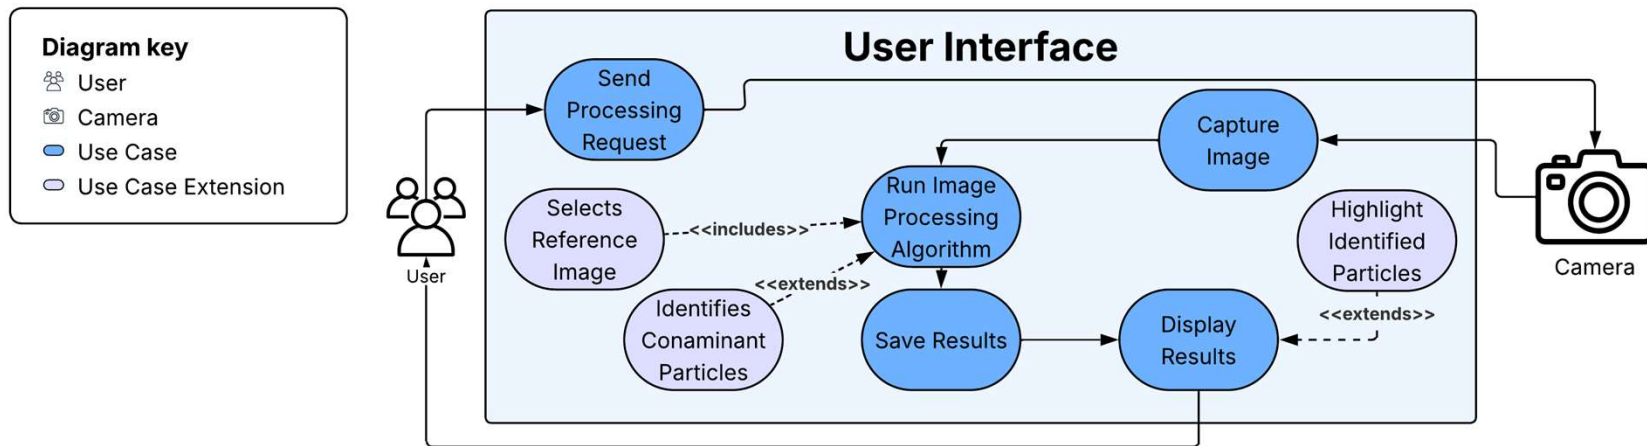 Diagram key
User
Camera
Use Case
Use Case Extension
User Interface
Send
Processing
Request
Capture
Image
Run Image
Processing
Algorithm
Selects
Reference
Image
<<includes>>
Highlight
Identified
Particles
<<extends>>
Identifies
Conaminant
Particles
<<extends>>
Save Results
Display
Results
User
Camera